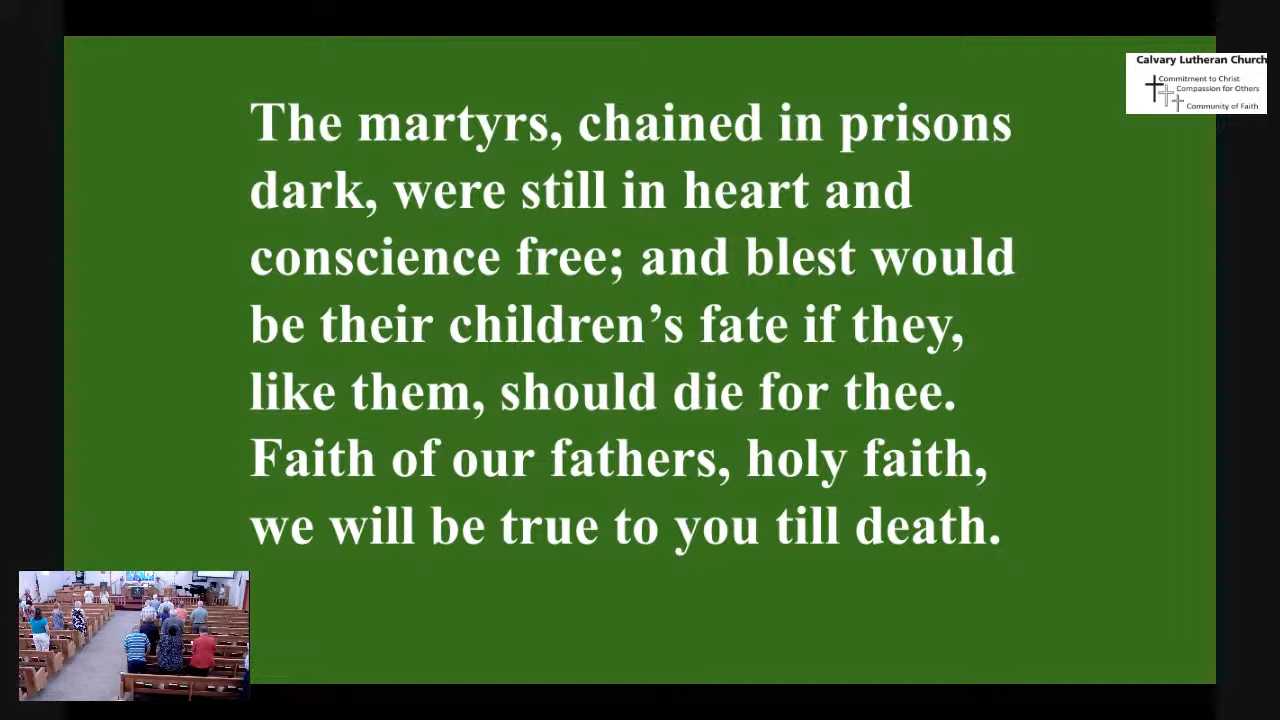 Calvary Lutheran Church
Commitment to Christ
Compassion for Others
Community of Faith
The martyrs, chained in prisons
dark, were still in heart and
conscience free; and blest would
be their children’s fate if they,
like them, should die for thee.
Faith of our fathers, holy faith,
we will be true to you till death.